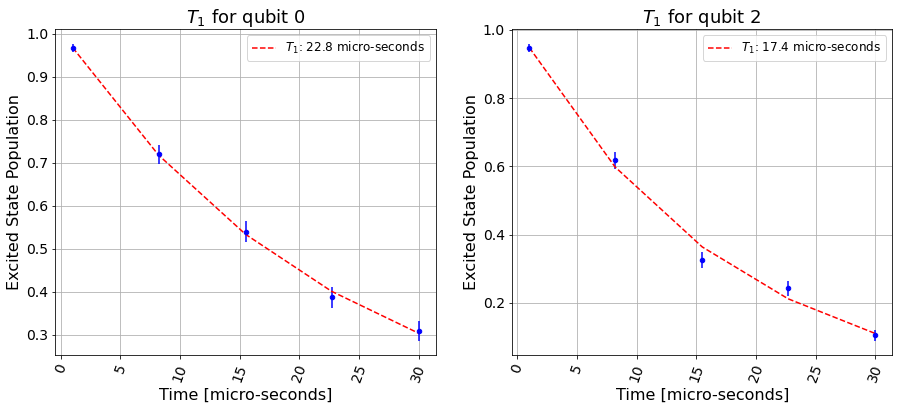 T₁ for qubit 0
T₁: 22.8 micro-seconds
Excited State Population
1.0
0.9
0.8
0.7
0.6
0.5
0.4
0.3
0 5 10 15 20 25 30
Time [micro-seconds]
T₁ for qubit 2
T₁: 17.4 micro-seconds
Excited State Population
1.0
0.8
0.6
0.4
0.2
0 5 10 15 20 25 30
Time [micro-seconds]